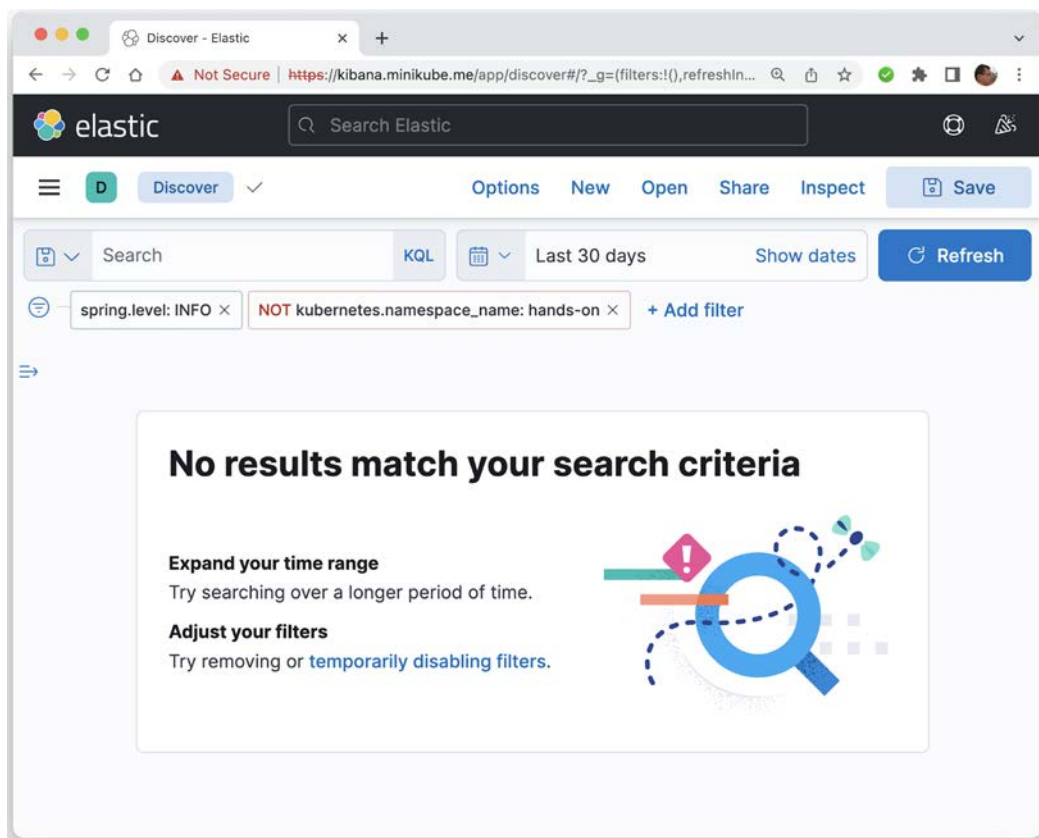 Discover - Elastic
Not Secure | https://kibana.minikube.me/app/discover#/?_g=(filters:!(),refreshIn...
elastic
Search Elastic
D Discover Options New Open Share Inspect Save
Search KQL Last 30 days Show dates Refresh
spring.level: INFO × NOT kubernetes.namespace_name: hands-on × + Add filter
No results match your search criteria
Expand your time range
Try searching over a longer period of time.
Adjust your filters
Try removing or temporarily disabling filters.